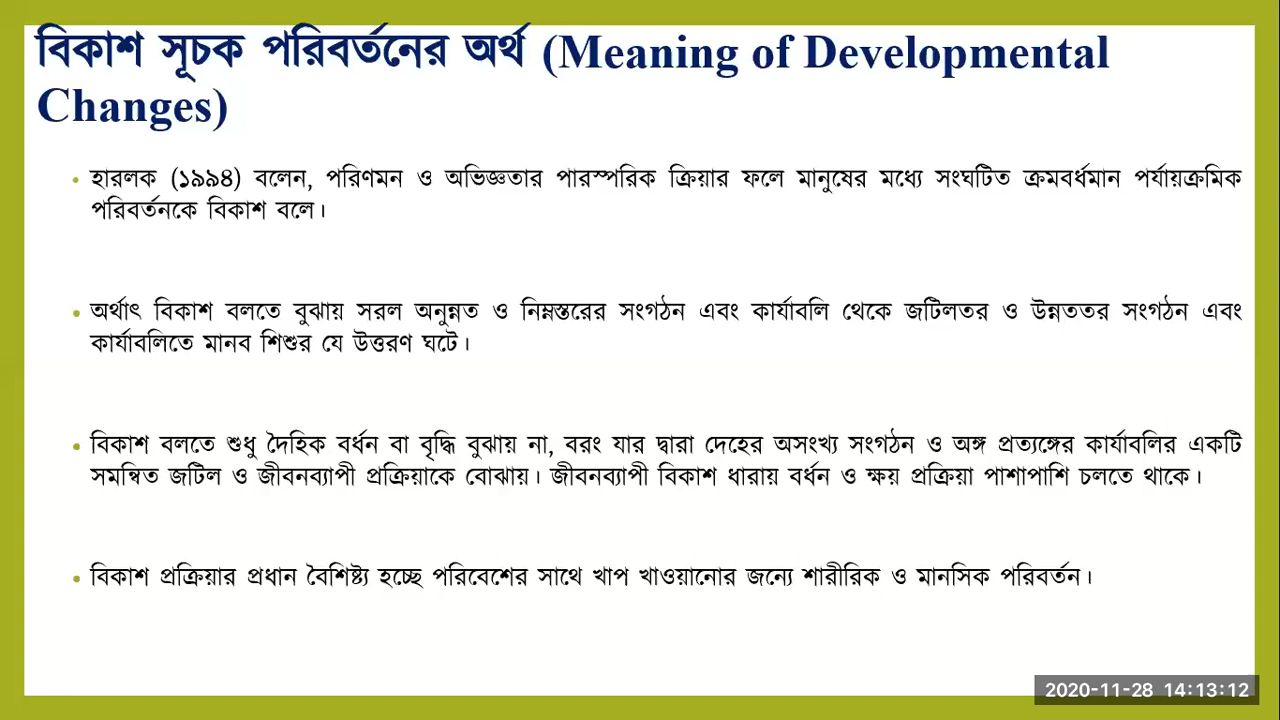 বিকাশ সূচক পরিবর্তনের অর্থ (Meaning of Developmental
Changes)
• হারলক (১৯৯৪) বলেন, পরিণমন ও অভিজ্ঞতার পারস্পরিক ক্রিয়ার ফলে মানুষের মধ্যে সংঘটিত ক্রমবর্ধমান পর্যায়ক্রমিক
পরিবর্তনকে বিকাশ বলে।
• অর্থাৎ বিকাশ বলতে বুঝায় সরল অনুন্নত ও নিম্নস্তরের সংগঠন এবং কার্যাবলি থেকে জটিলতর ও উন্নততর সংগঠন এবং
কার্যাবলিতে মানব শিশুর যে উত্তরণ ঘটে।
• বিকাশ বলতে শুধু দৈহিক বর্ধন বা বৃদ্ধি বুঝায় না, বরং যার দ্বারা দেহের অসংখ্য সংগঠন ও অঙ্গ প্রত্যঙ্গের কার্যাবলির একটি
সমন্বিত জটিল ও জীবনব্যাপী প্রক্রিয়াকে বোঝায়। জীবনব্যাপী বিকাশ ধারায় বর্ধন ও ক্ষয় প্রক্রিয়া পাশাপাশি চলতে থাকে।
• বিকাশ প্রক্রিয়ার প্রধান বৈশিষ্ট্য হচ্ছে পরিবেশের সাথে খাপ খাওয়ানোর জন্যে শারীরিক ও মানসিক পরিবর্তন।
2020-11-28 14:13:12